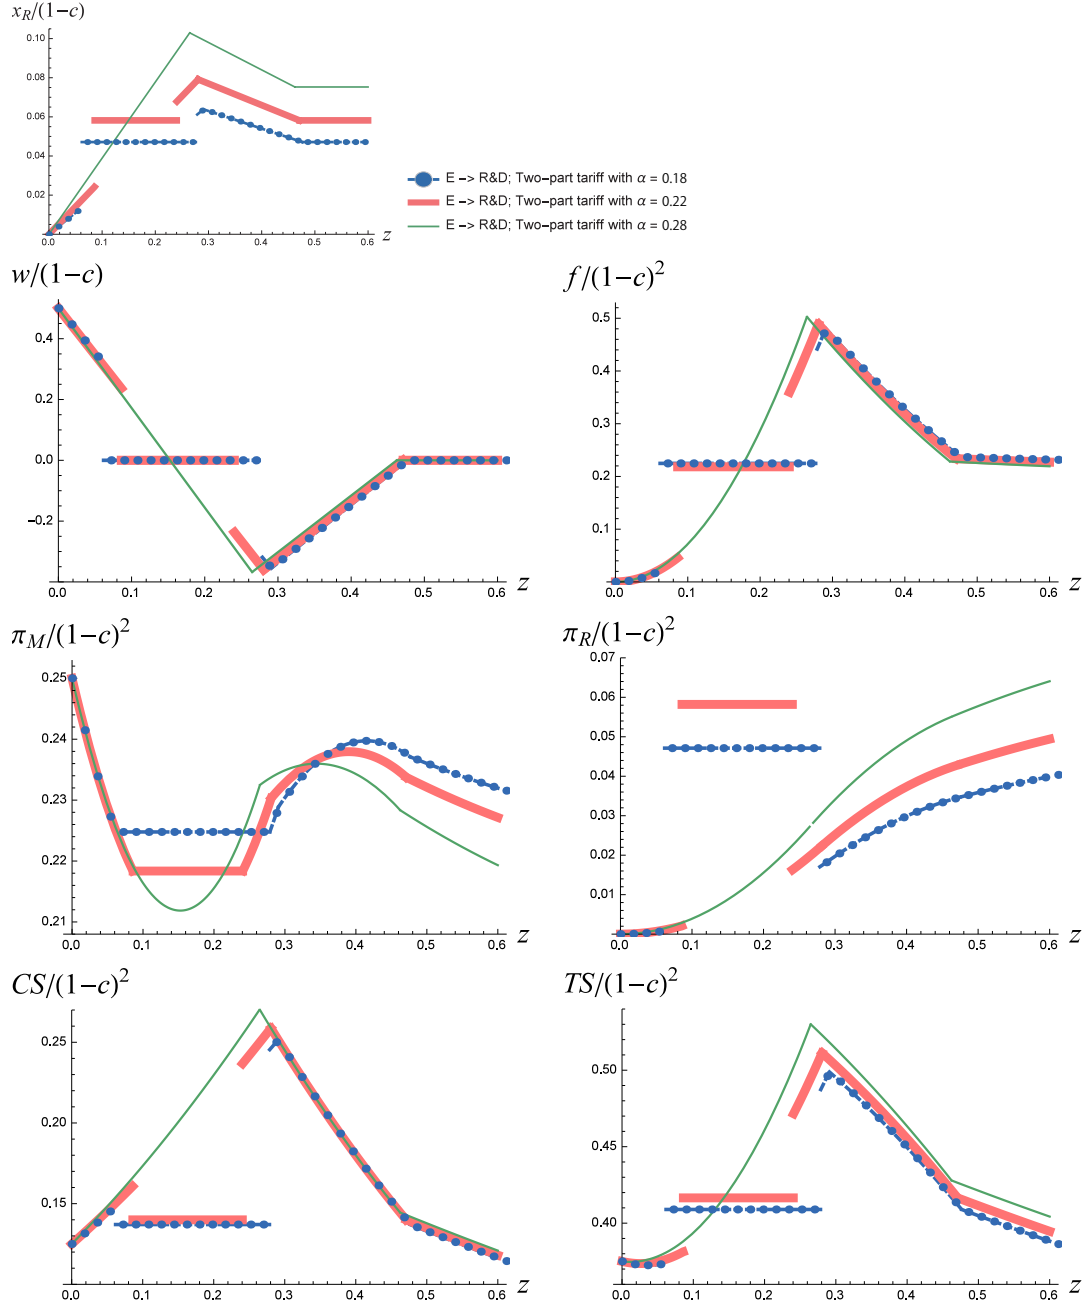 x_R/(1−c)
0.10
0.08
0.06
0.04
0.02
0.0 0.1 0.2 0.3 0.4 0.5 0.6 z
E −> R&D; Two−part tariff with α = 0.18
E −> R&D; Two−part tariff with α = 0.22
E −> R&D; Two−part tariff with α = 0.28
w/(1−c)
0.4
0.2
0.0
−0.2
0.0 0.1 0.2 0.3 0.4 0.5 0.6 z
f/(1−c)²
0.5
0.4
0.3
0.2
0.1
0.0 0.1 0.2 0.3 0.4 0.5 0.6 z
π_M/(1−c)²
0.25
0.24
0.23
0.22
0.21
0.0 0.1 0.2 0.3 0.4 0.5 0.6 z
π_R/(1−c)²
0.07
0.06
0.05
0.04
0.03
0.02
0.01
0.0 0.1 0.2 0.3 0.4 0.5 0.6 z
CS/(1−c)²
0.25
0.20
0.15
0.0 0.1 0.2 0.3 0.4 0.5 0.6 z
TS/(1−c)²
0.50
0.45
0.40
0.0 0.1 0.2 0.3 0.4 0.5 0.6 z